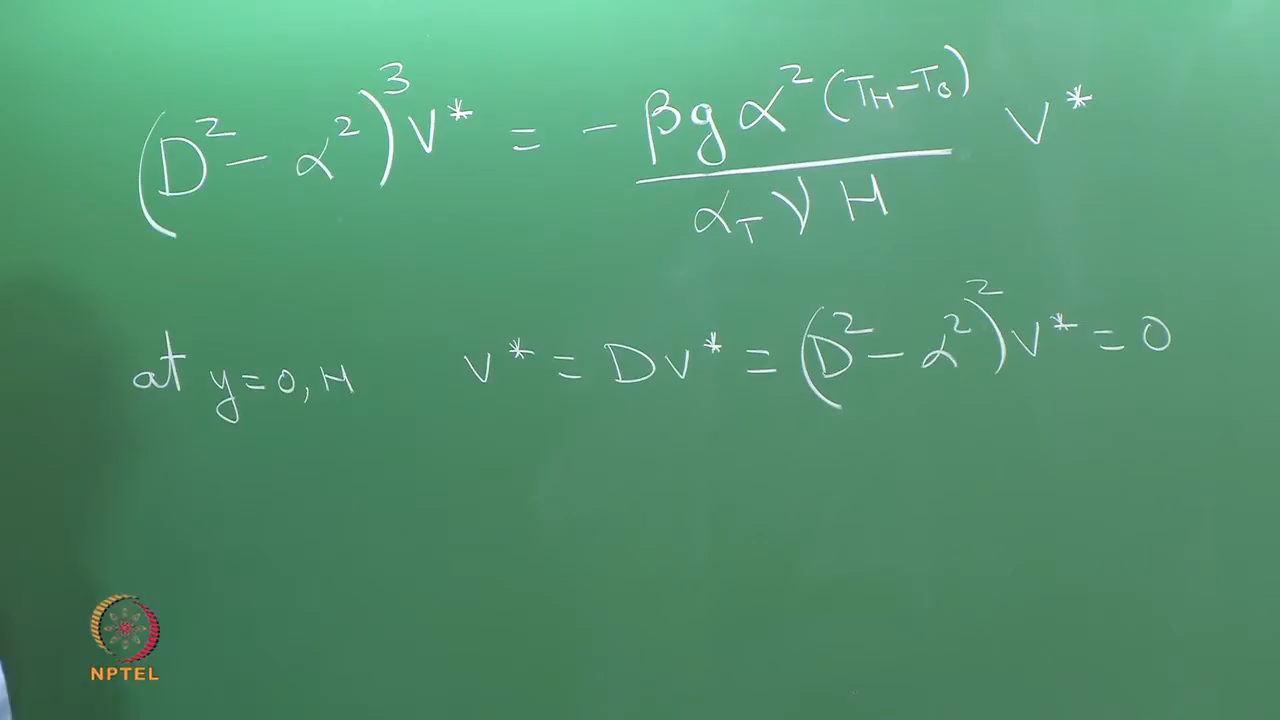 (D² - α²)³ v* = - βgα²(T_H - T_0) / α_T ν H v*
at y=0, H v* = Dv* = (D² - α²)² v* = 0
NPTEL